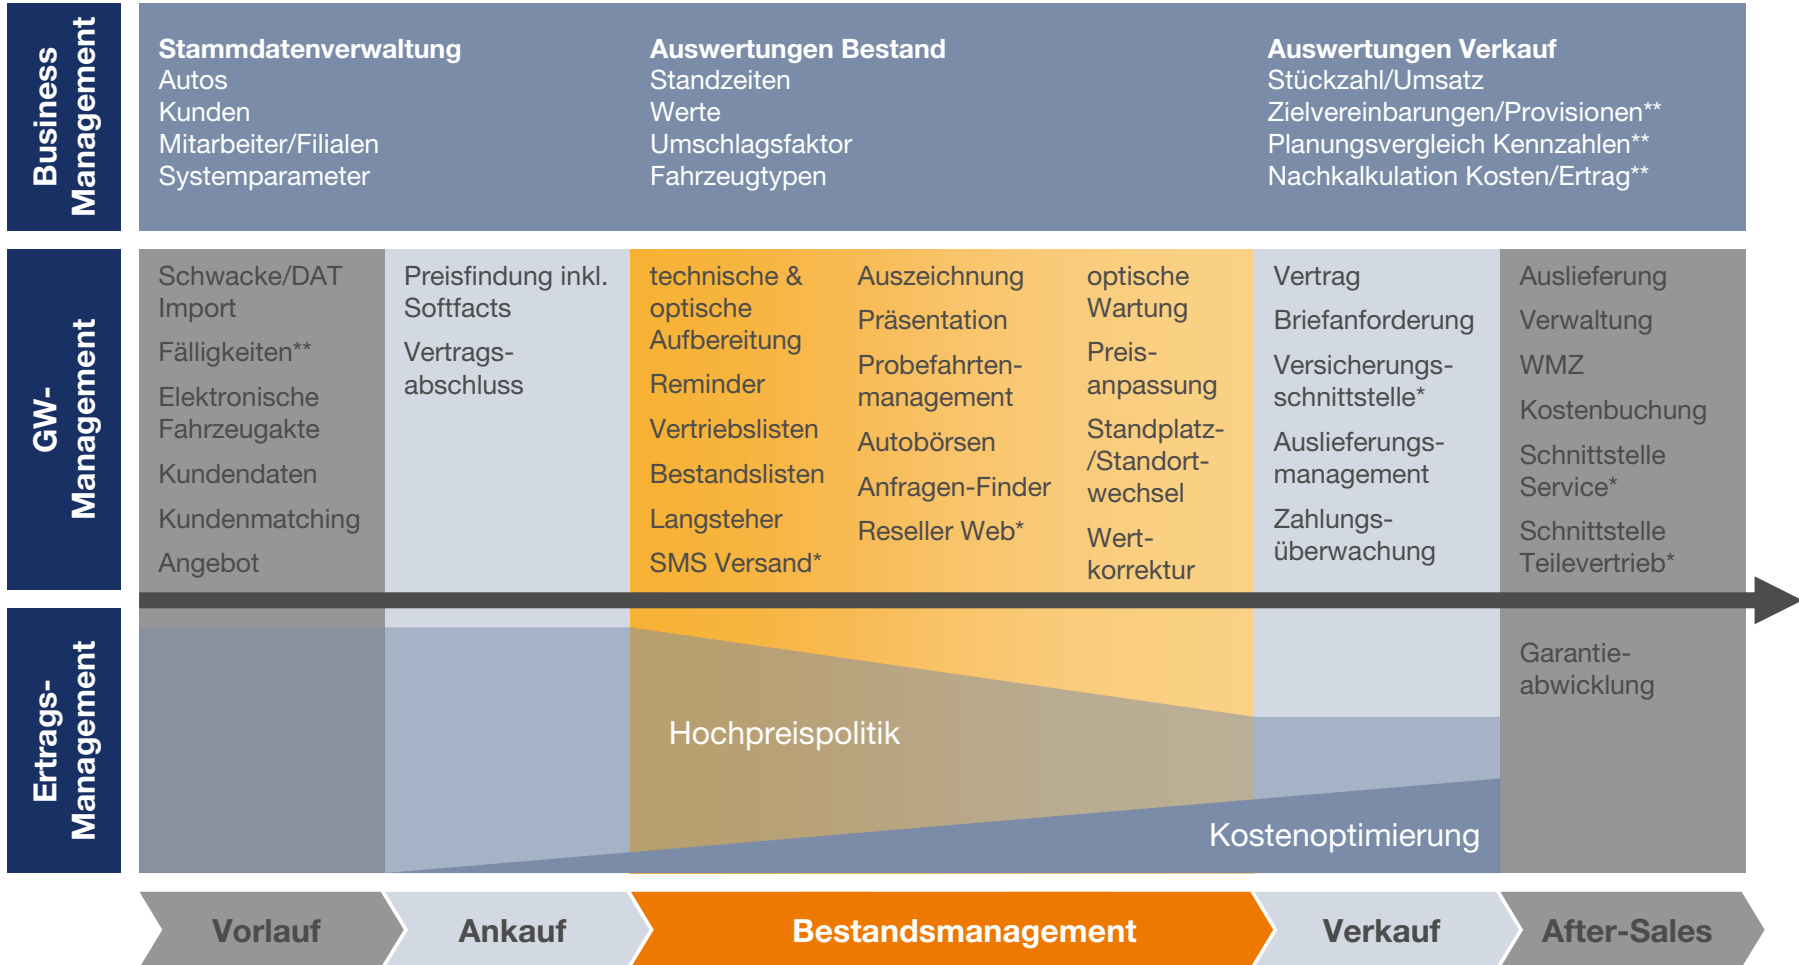 Business
Management
Stammdatenverwaltung
Autos
Kunden
Mitarbeiter/Filialen
Systemparameter
Auswertungen Bestand
Standzeiten
Werte
Umschlagsfaktor
Fahrzeugtypen
Auswertungen Verkauf
Stückzahl/Umsatz
Zielvereinbarungen/Provisionen**
Planungsvergleich Kennzahlen**
Nachkalkulation Kosten/Ertrag**
GW-
Management
Schwacke/DAT
Import
Fälligkeiten**
Elektronische
Fahrzeugakte
Kundendaten
Kundenmatching
Angebot
Preisfindung inkl.
Softfacts
Vertrags-
abschluss
technische &
optische
Aufbereitung
Reminder
Vertriebslisten
Bestandslisten
Langsteher
SMS Versand*
Auszeichnung
Präsentation
Probefahrten-
management
Autobörsen
Anfragen-Finder
Reseller Web*
optische
Wartung
Preis-
anpassung
Standplatz-
/Standort-
wechsel
Wert-
korrektur
Vertrag
Briefanforderung
Versicherungs-
schnittstelle*
Auslieferungs-
management
Zahlungs-
überwachung
Auslieferung
Verwaltung
WMZ
Kostenbuchung
Schnittstelle
Service*
Schnittstelle
Teilevertrieb*
Ertrags-
Management
Hochpreispolitik
Kostenoptimierung
Garantie-
abwicklung
Vorlauf
Ankauf
Bestandsmanagement
Verkauf
After-Sales